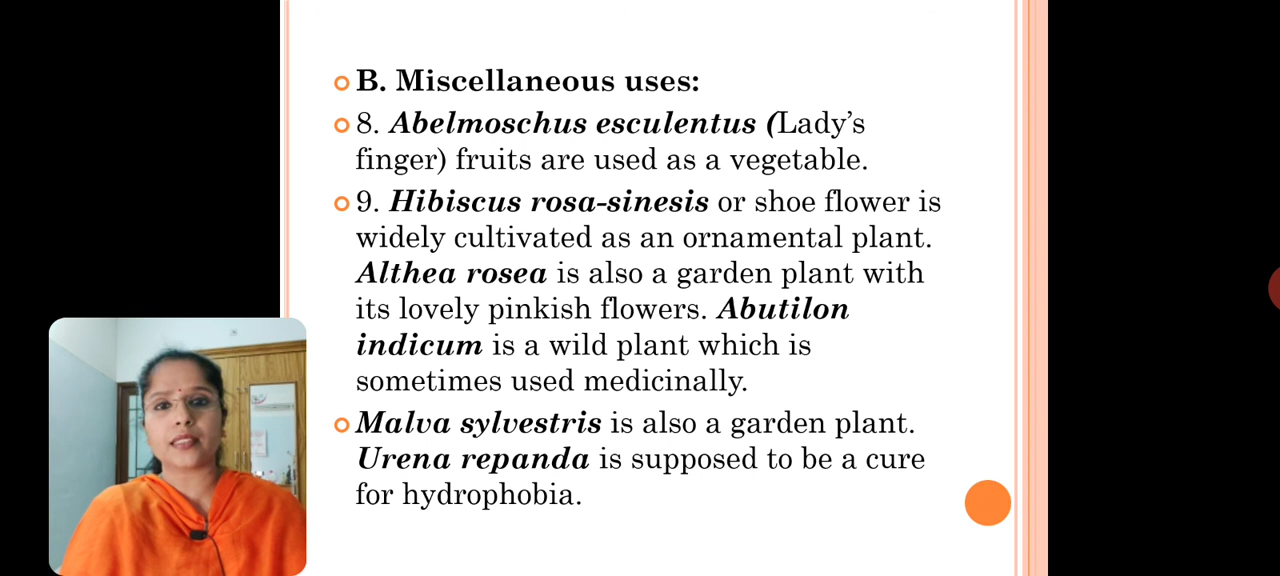 B. Miscellaneous uses:
8. Abelmoschus esculentus (Lady’s
finger) fruits are used as a vegetable.
9. Hibiscus rosa-sinesis or shoe flower is
widely cultivated as an ornamental plant.
Althea rosea is also a garden plant with
its lovely pinkish flowers. Abutilon
indicum is a wild plant which is
sometimes used medicinally.
Malva sylvestris is also a garden plant.
Urena repanda is supposed to be a cure
for hydrophobia.